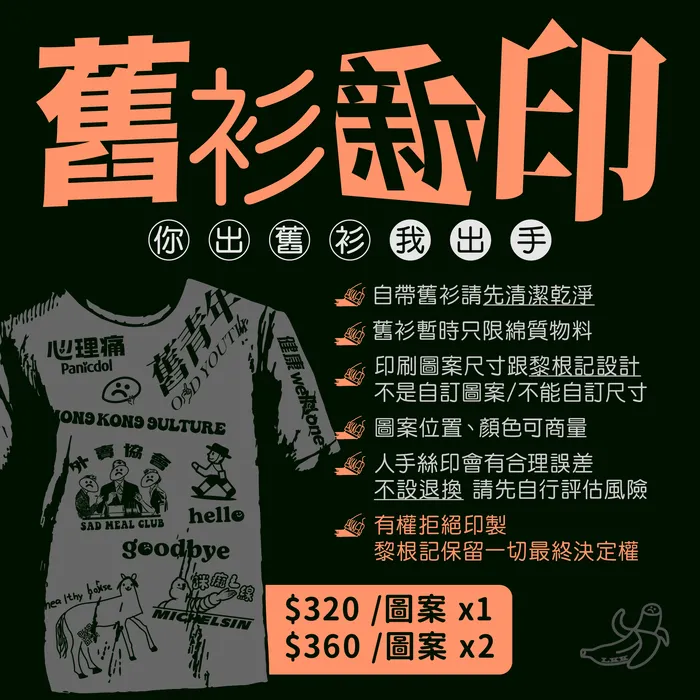 舊衫新印
你出舊衫我出手
自帶舊衫請先清潔乾淨
舊衫暫時只限綿質物料
印刷圖案尺寸跟黎根記設計
不是自訂圖案/不能自訂尺寸
圖案位置、顏色可商量
人手絲印會有合理誤差
不設退換 請先自行評估風險
有權拒絕印製
黎根記保留一切最終決定權
$320 /圖案 x1
$360 /圖案 x2
心理痛
Panicdol
舊青年
OLD YOUTH
健康
HONG KONG GULTURE
外賣協會
SAD MEAL CLUB
hello
goodbye
healthy horse
MICHELSIN
LKK